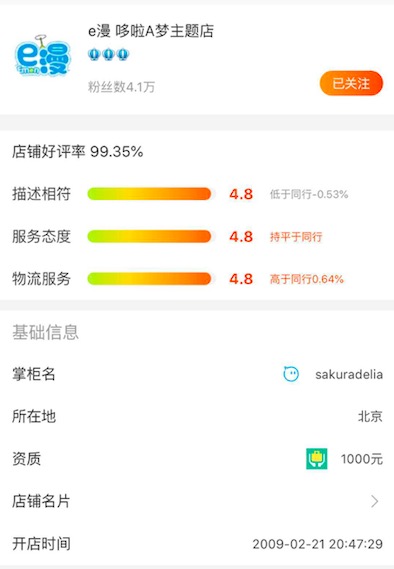 e漫 哆啦A梦主题店
e漫
粉丝数4.1万
已关注
店铺好评率 99.35%
描述相符 4.8 低于同行-0.53%
服务态度 4.8 持平于同行
物流服务 4.8 高于同行0.64%
基础信息
掌柜名 sakuradelia
所在地 北京
资质 1000元
店铺名片
开店时间 2009-02-21 20:47:29